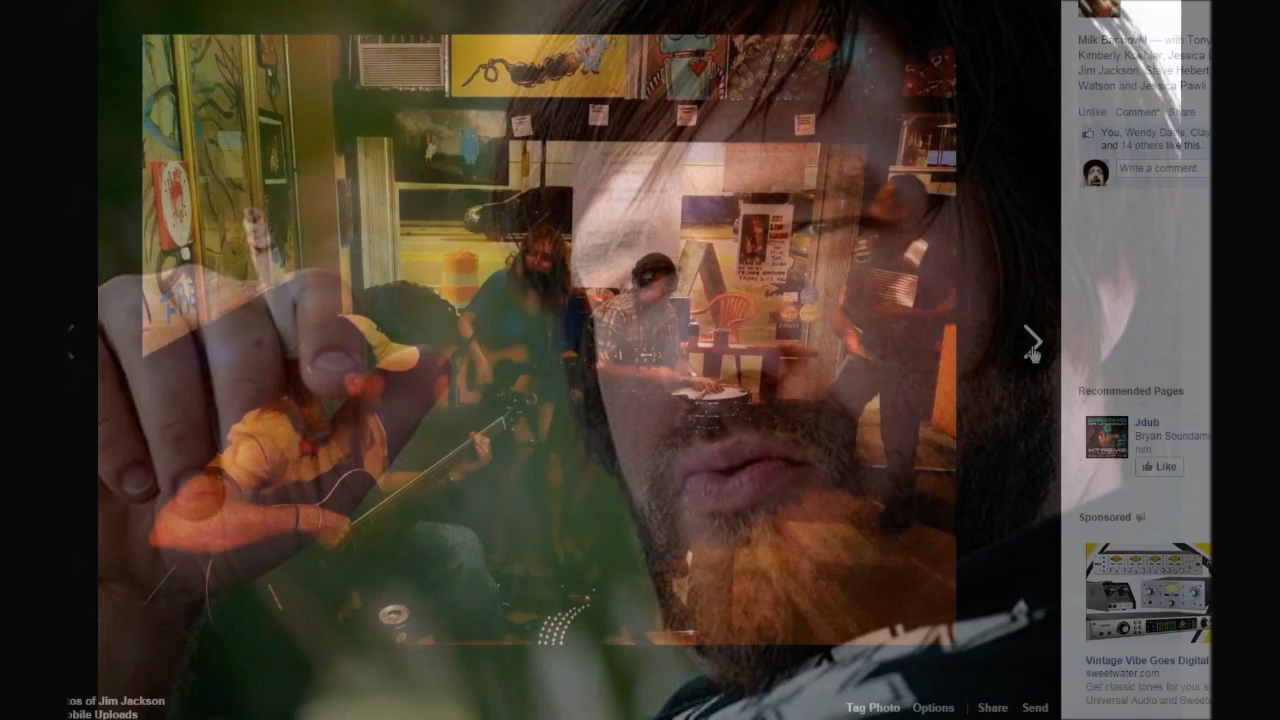 Milk Bar now! — with Tony
Kimberly Kuehler, Jessica
Jim Jackson, Steve Hebert
Watson and Jessica Pawli
Unlike Comment Share
You, Wendy Davis, Clay
and 14 others like this.
Write a comment
Recommended Pages
Jdub
Bryan Soundam
nim
Like
Sponsored
Vintage Vibe Goes Digital
sweetwater.com
Get classic tones for your s
Universal Audio and Sweet
os of Jim Jackson
obile Uploads
Tag Photo Options Share Send